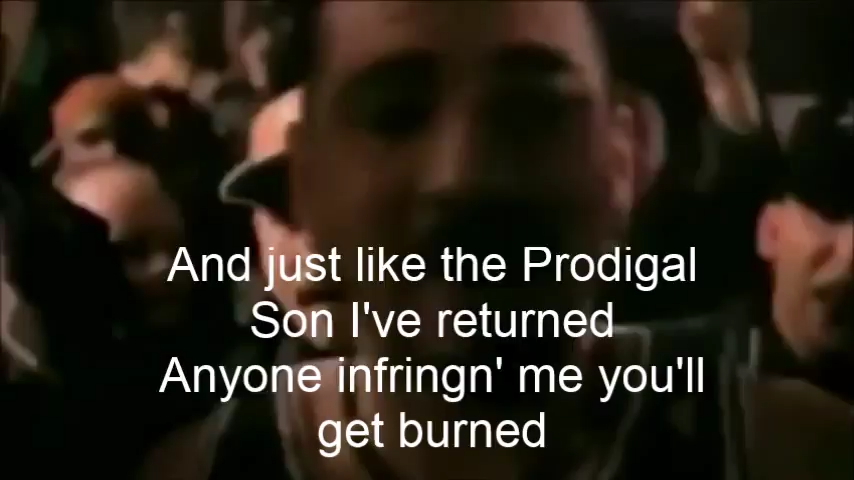 And just like the Prodigal
Son I've returned
Anyone infringn' me you'll
get burned